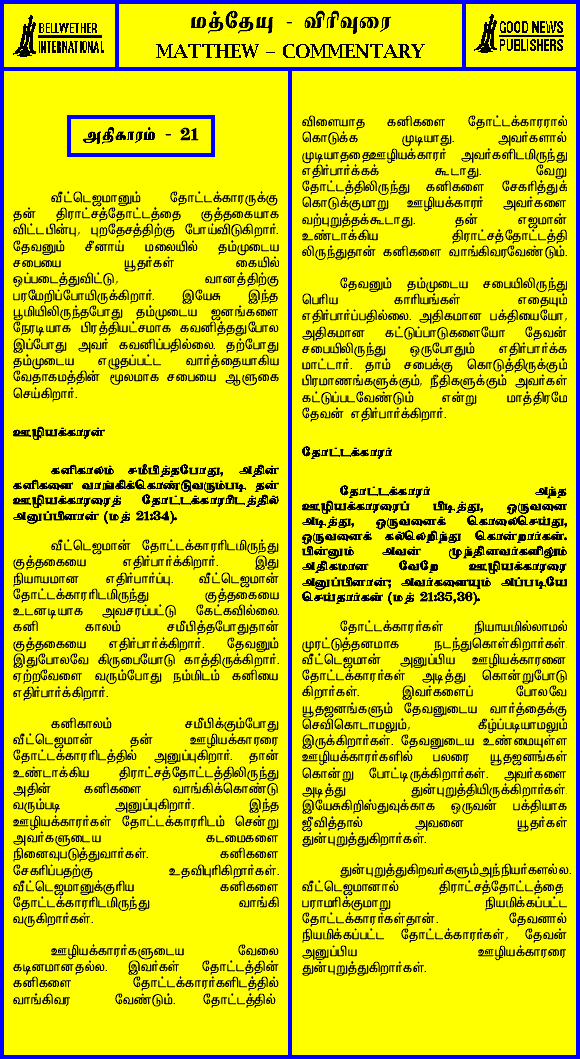 BELLWETHER
INTERNATIONAL
மத்தேயு - விரிவுரை
MATTHEW – COMMENTARY
GOOD NEWS
PUBLISHERS
அதிகாரம் - 21
வீட்டெஜமானும் தோட்டக்காரருக்கு
தன் திராட்சத்தோட்டத்தை குத்தகையாக
விட்டபின்பு, புறதேசத்திற்கு போய்விடுகிறார்.
தேவனும் சீனாய் மலையில் தம்முடைய
சபையை யூதர்கள் கையில்
ஒப்படைத்துவிட்டு, வானத்திற்கு
பரமேறிப்போயிருக்கிறார். இயேசு இந்த
பூமியிலிருந்தபோது தம்முடைய ஜனங்களை
நேரடியாக பிரத்தியட்சமாக கவனித்ததுபோல
இப்போது அவர் கவனிப்பதில்லை. தற்போது
தம்முடைய எழுதப்பட்ட வார்த்தையாகிய
வேதாகமத்தின் மூலமாக சபையை ஆளுகை
செய்கிறார்.
ஊழியக்காரன்
கனிகாலம் சமீபித்தபோது, அதின்
கனிகளை வாங்கிக்கொண்டுவரும்படி தன்
ஊழியக்காரரைத் தோட்டக்காரரிடத்தில்
அனுப்பினான் (மத் 21:34).
வீட்டெஜமான் தோட்டக்காரரிடமிருந்து
குத்தகையை எதிர்பார்க்கிறார். இது
நியாயமான எதிர்பார்ப்பு. வீட்டெஜமான்
தோட்டக்காரரிடமிருந்து குத்தகையை
உடனடியாக அவசரப்பட்டு கேட்கவில்லை.
கனி காலம் சமீபித்தபோதுதான்
குத்தகையை எதிர்பார்க்கிறார். தேவனும்
இதுபோலவே கிருபையோடு காத்திருக்கிறார்.
ஏற்றவேளை வரும்போது நம்மிடம் கனியை
எதிர்பார்க்கிறார்.
கனிகாலம் சமீபிக்கும்போது
வீட்டெஜமான் தன் ஊழியக்காரரை
தோட்டக்காரரிடத்தில் அனுப்புகிறார். தான்
உண்டாக்கிய திராட்சத்தோட்டத்திலிருந்து
அதின் கனிகளை வாங்கிக்கொண்டு
வரும்படி அனுப்புகிறார். இந்த
ஊழியக்காரர்கள் தோட்டக்காரரிடம் சென்று
அவர்களுடைய கடமைகளை
நினைவுபடுத்துவார்கள். கனிகளை
சேகரிப்பதற்கு உதவிபுரிகிறார்கள்.
வீட்டெஜமானுக்குரிய கனிகளை
தோட்டக்காரரிடமிருந்து வாங்கி
வருகிறார்கள்.
ஊழியக்காரர்களுடைய வேலை
கடினமானதல்ல. இவர்கள் தோட்டத்தின்
கனிகளை தோட்டக்காரர்களிடத்தில்
வாங்கிவர வேண்டும். தோட்டத்தில்
விளையாத கனிகளை தோட்டக்காரரால்
கொடுக்க முடியாது. அவர்களால்
முடியாததைஊழியக்காரர் அவர்களிடமிருந்து
எதிர்பார்க்கக் கூடாது. வேறு
தோட்டத்திலிருந்து கனிகளை சேகரித்துக்
கொடுக்குமாறு ஊழியக்காரர் அவர்களை
வற்புறுத்தக்கூடாது. தன் எஜமான்
உண்டாக்கிய திராட்சத்தோட்டத்தி
லிருந்துதான் கனிகளை வாங்கிவரவேண்டும்.
தேவனும் தம்முடைய சபையிலிருந்து
பெரிய காரியங்கள் எதையும்
எதிர்பார்ப்பதில்லை. அதிகமான பக்தியையோ,
அதிகமான கட்டுப்பாடுகளையோ தேவன்
சபையிலிருந்து ஒருபோதும் எதிர்பார்க்க
மாட்டார். தாம் சபைக்கு கொடுத்திருக்கும்
பிரமாணங்களுக்கும், நீதிகளுக்கும் அவர்கள்
கட்டுப்படவேண்டும் என்று மாத்திரமே
தேவன் எதிர்பார்க்கிறார்.
தோட்டக்காரர்
தோட்டக்காரர் அந்த
ஊழியக்காரரைப் பிடித்து, ஒருவனை
அடித்து, ஒருவனைக் கொலைசெய்து,
ஒருவனைக் கல்லெறிந்து கொன்றார்கள்.
பின்னும் அவன் முந்தினவர்களிலும்
அதிகமான வேறே ஊழியக்காரரை
அனுப்பினான்; அவர்களையும் அப்படியே
செய்தார்கள் (மத் 21:35,36).
தோட்டக்காரர்கள் நியாயமில்லாமல்
முரட்டுத்தனமாக நடந்துகொள்கிறார்கள்.
வீட்டெஜமான் அனுப்பிய ஊழியக்காரனை
தோட்டக்காரர்கள் அடித்து கொன்றுபோடு
கிறார்கள். இவர்களைப் போலவே
யூதஜனங்களும் தேவனுடைய வார்த்தைக்கு
செவிகொடாமலும், கீழ்ப்படியாமலும்
இருக்கிறார்கள். தேவனுடைய உண்மையுள்ள
ஊழியக்காரர்களில் பலரை யூதஜனங்கள்
கொன்று போட்டிருக்கிறார்கள். அவர்களை
அடித்து துன்புறுத்தியிருக்கிறார்கள்.
இயேசுகிறிஸ்துவுக்காக ஒருவன் பக்தியாக
ஜீவித்தால் அவனை யூதர்கள்
துன்புறுத்துகிறார்கள்.
துன்புறுத்துகிறவர்களும்அந்நியர்களல்ல.
வீட்டெஜமானால் திராட்சத்தோட்டத்தை
பராமரிக்குமாறு நியமிக்கப்பட்ட
தோட்டக்காரர்கள்தான். தேவனால்
நியமிக்கப்பட்ட தோட்டக்காரர்கள், தேவன்
அனுப்பிய ஊழியக்காரரை
துன்புறுத்துகிறார்கள்.